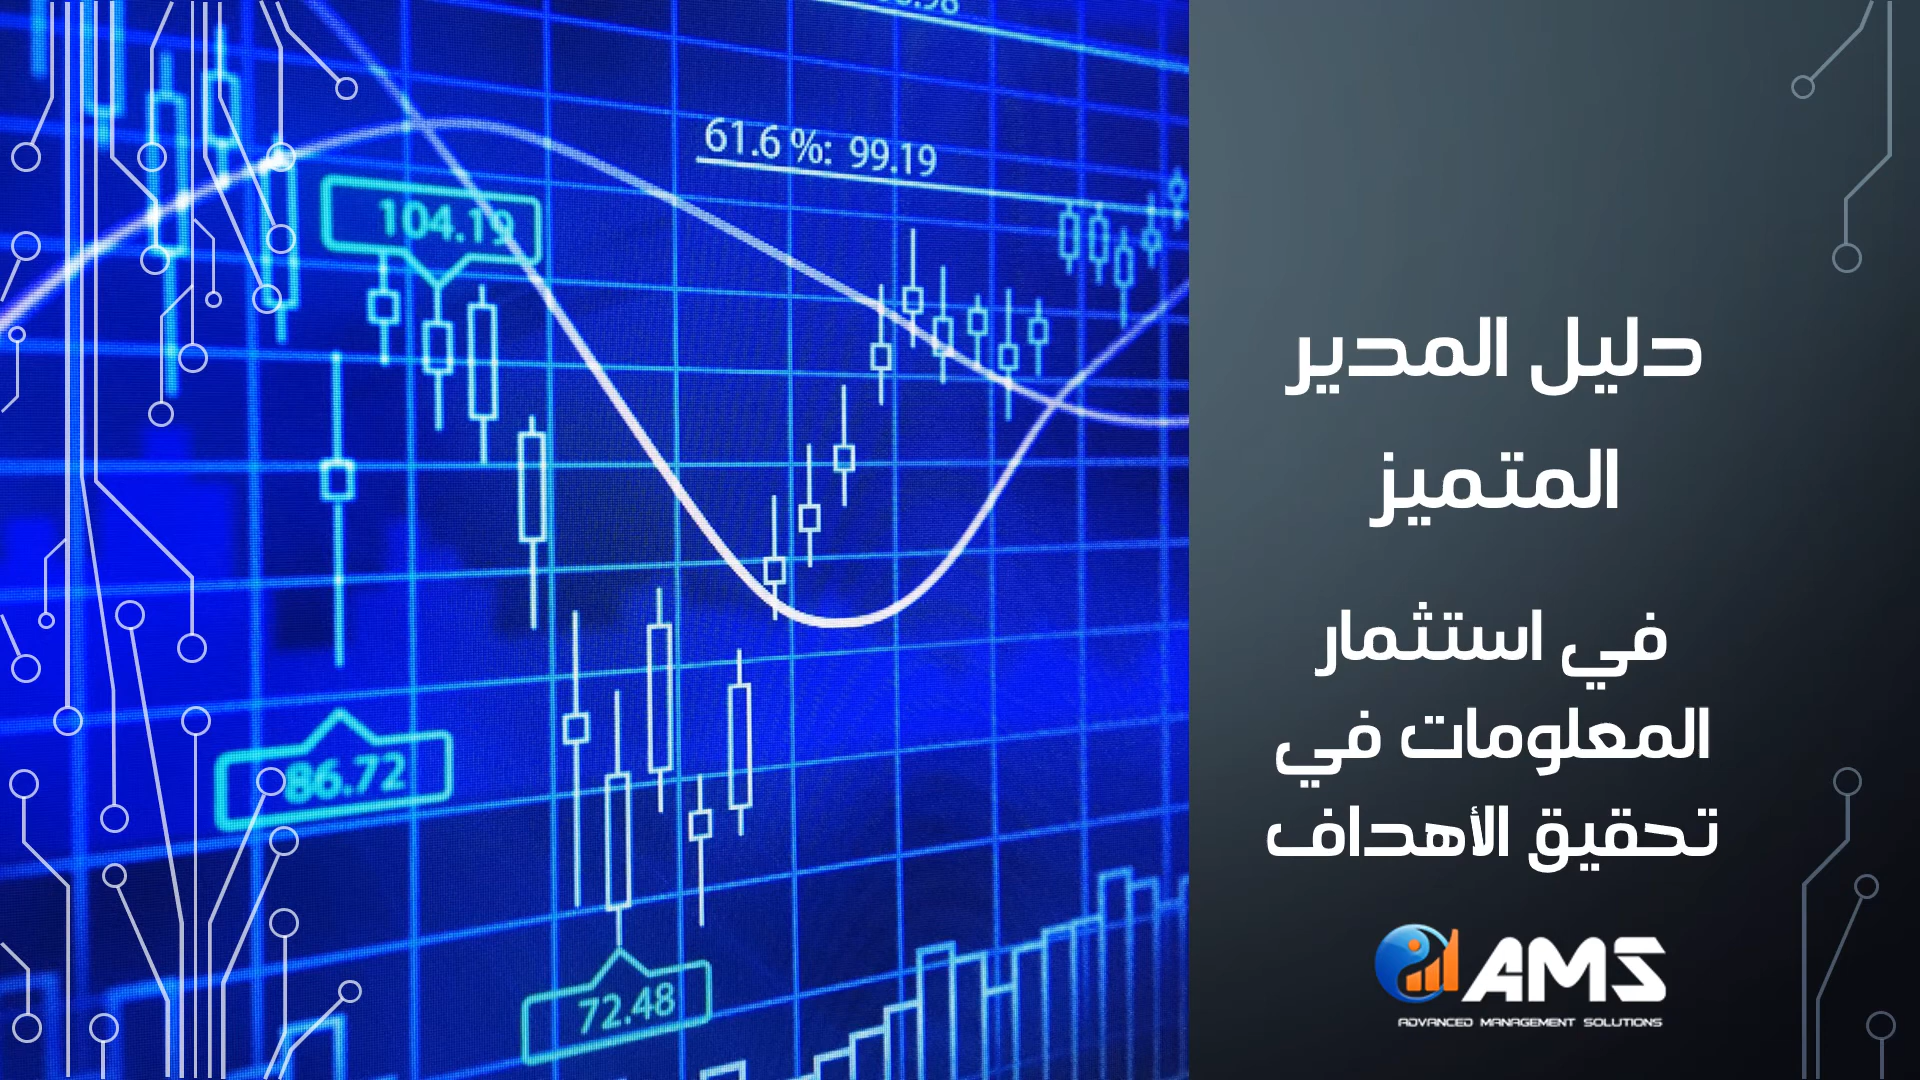 61.6 %: 99.19
104.19
86.72
72.48
دليل المدير
المتميز
في استثمار
المعلومات في
تحقيق الأهداف
AMS
ADVANCED MANAGEMENT SOLUTIONS